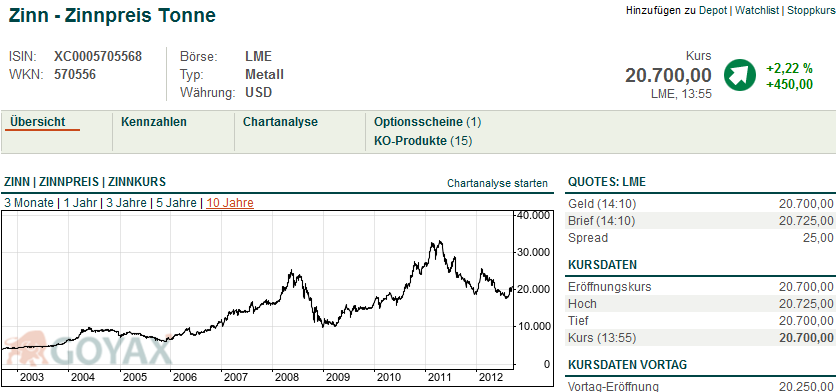 Zinn - Zinnpreis Tonne
Hinzufügen zu Depot | Watchlist | Stoppkurs
ISIN: XC0005705568
WKN: 570556
Börse: LME
Typ: Metall
Währung: USD
Kurs
20.700,00
LME, 13:55
+2,22 %
+450,00
Übersicht
Kennzahlen
Chartanalyse
Optionsscheine (1)
KO-Produkte (15)
ZINN | ZINNPREIS | ZINNKURS
Chartanalyse starten
3 Monate | 1 Jahr | 3 Jahre | 5 Jahre | 10 Jahre
40.000
30.000
20.000
10.000
0
GOYAX
2003 2004 2005 2006 2007 2008 2009 2010 2011 2012
QUOTES: LME
Geld (14:10) 20.700,00
Brief (14:10) 20.725,00
Spread 25,00
KURSDATEN
Eröffnungskurs 20.700,00
Hoch 20.725,00
Tief 20.700,00
Kurs (13:55) 20.700,00
KURSDATEN VORTAG
Vortag-Eröffnung 20.250,00